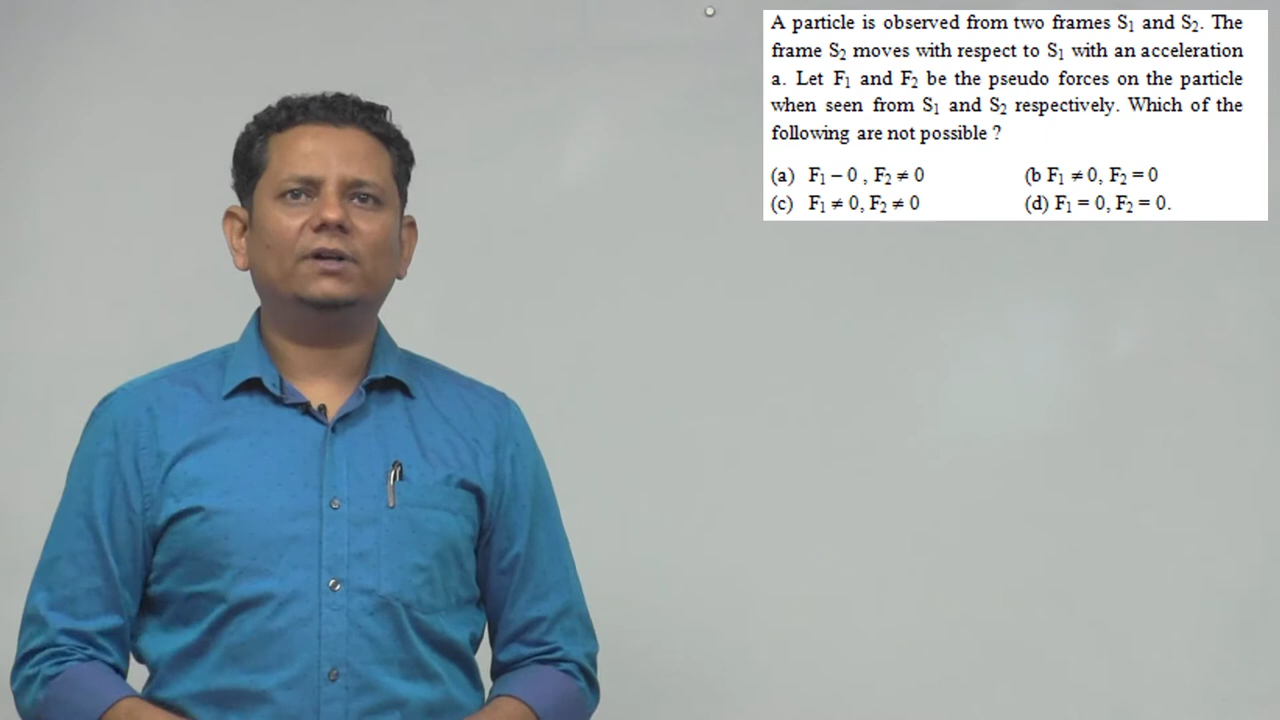 A particle is observed from two frames S₁ and S₂. The
frame S₂ moves with respect to S₁ with an acceleration
a. Let F₁ and F₂ be the pseudo forces on the particle
when seen from S₁ and S₂ respectively. Which of the
following are not possible ?
(a) F₁ – 0 , F₂ ≠ 0 (b F₁ ≠ 0, F₂ = 0
(c) F₁ ≠ 0, F₂ ≠ 0 (d) F₁ = 0, F₂ = 0.